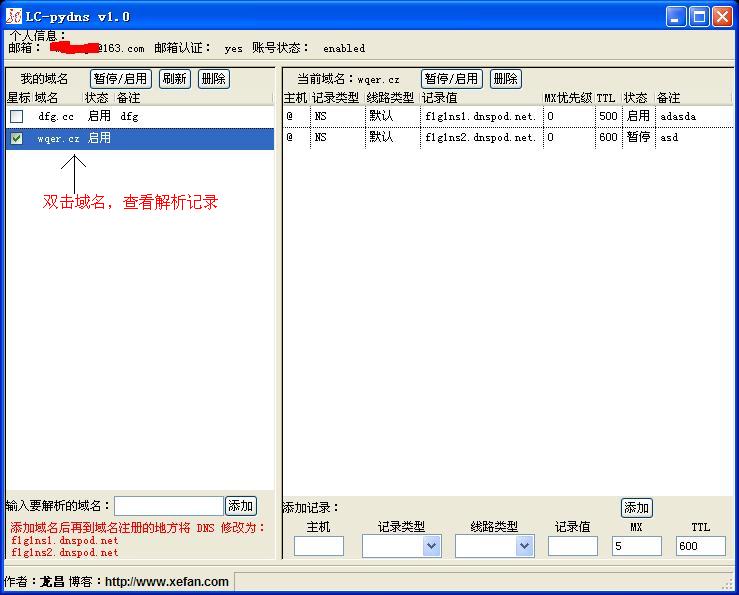 LC-pydns v1.0
个人信息：
邮箱： @163.com 邮箱认证： yes 账号状态： enabled
我的域名 暂停/启用 刷新 删除
星标 域名 状态 备注
dfg.cc 启用 dfg
wqer.cz 启用
双击域名，查看解析记录
输入要解析的域名： 添加
添加域名后再到域名注册的地方将 DNS 修改为：
f1g1ns1.dnspod.net
f1g1ns2.dnspod.net
当前域名：wqer.cz 暂停/启用 删除
主机 记录类型 线路类型 记录值 MX优先级 TTL 状态 备注
@ NS 默认 f1g1ns1.dnspod.net. 0 500 启用 adasda
@ NS 默认 f1g1ns2.dnspod.net. 0 600 暂停 asd
添加记录： 添加
主机 记录类型 线路类型 记录值 MX TTL
5 600
作者：龙昌 博客：http://www.xefan.com